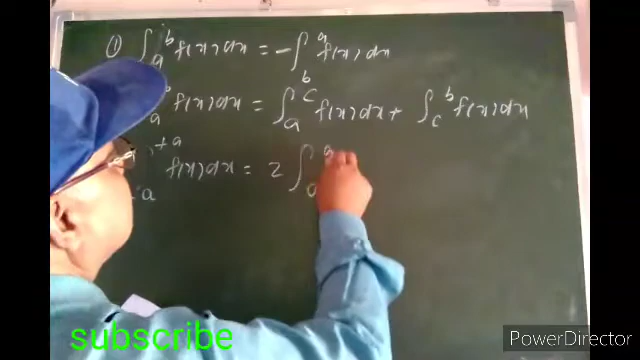 ① ∫_a^b f(x)dx = -∫_b^a f(x)dx
_a^b f(x)dx = ∫_a^c f(x)dx + ∫_c^b f(x)dx
_{-a}^{+a} f(x)dx = 2 ∫_0^a
subscribe
PowerDirector